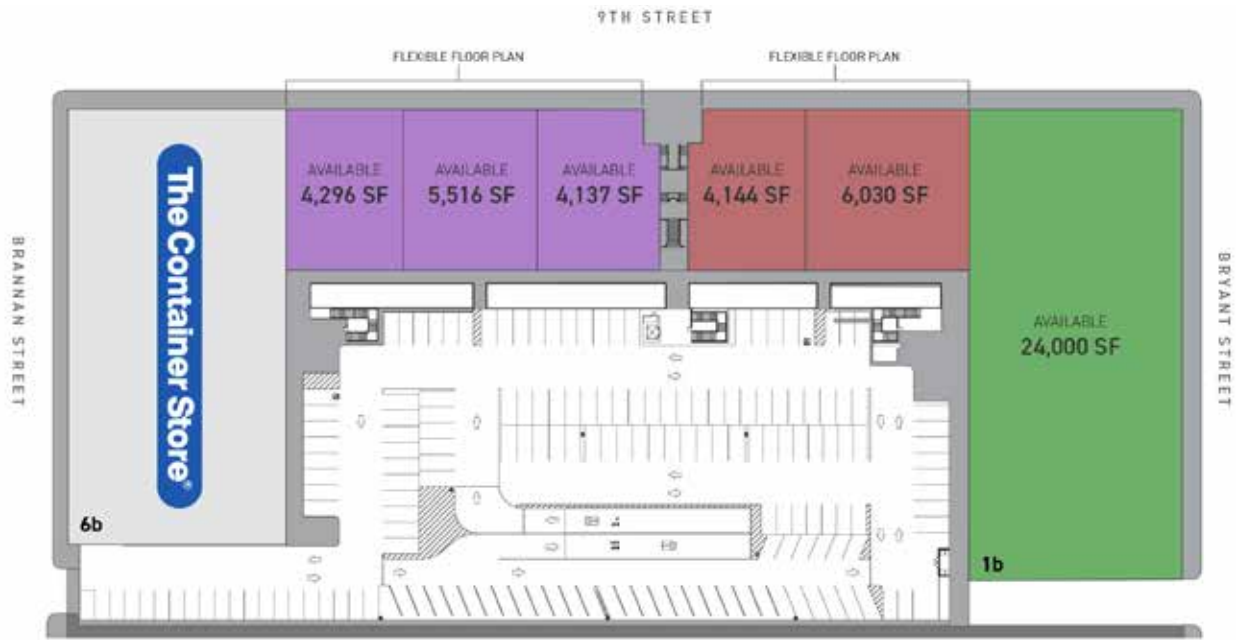 9TH STREET
FLEXIBLE FLOOR PLAN
FLEXIBLE FLOOR PLAN
BRANNAN STREET
The Container Store®
AVAILABLE
4,296 SF
AVAILABLE
5,516 SF
AVAILABLE
4,137 SF
AVAILABLE
4,144 SF
AVAILABLE
6,030 SF
AVAILABLE
24,000 SF
BRYANT STREET
6b
1b